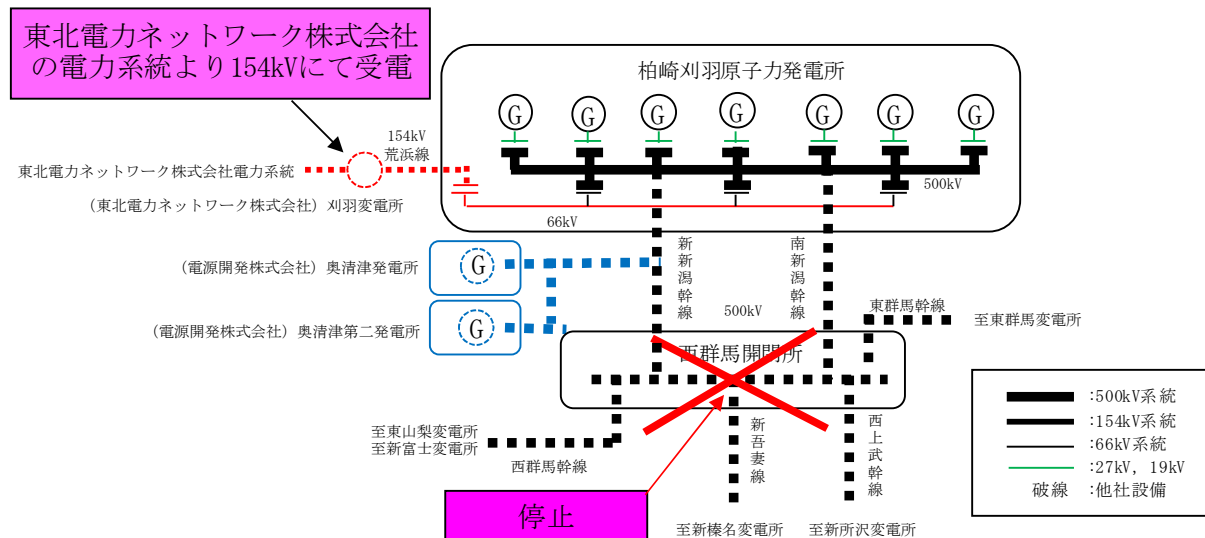 東北電力ネットワーク株式会社
の電力系統より154kVにて受電
柏崎刈羽原子力発電所
G
G
G
G
G
G
G
154kV
荒浜線
東北電力ネットワーク株式会社電力系統
(東北電力ネットワーク株式会社) 刈羽変電所
500kV
66kV
新新潟幹線
南新潟幹線
(電源開発株式会社) 奥清津発電所
G
(電源開発株式会社) 奥清津第二発電所
G
500kV
東群馬幹線
至東群馬変電所
西群馬開閉所
至東山梨変電所
至新富士変電所
西群馬幹線
新吾妻線
西上武幹線
停止
至新榛名変電所
至新所沢変電所
:500kV系統
:154kV系統
:66kV系統
:27kV, 19kV
破線 :他社設備